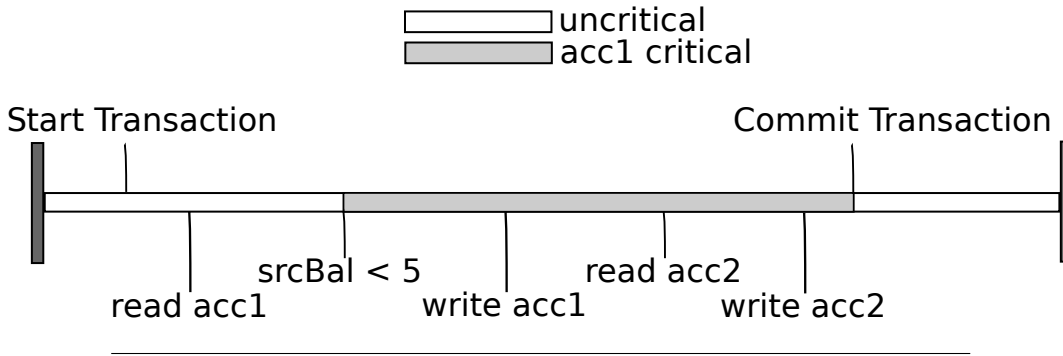 uncritical
acc1 critical
Start Transaction
Commit Transaction
srcBal < 5
read acc2
read acc1
write acc1
write acc2